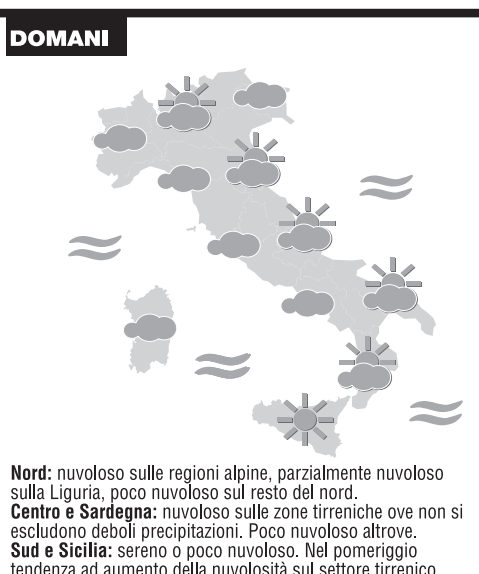 DOMANI
Nord: nuvoloso sulle regioni alpine, parzialmente nuvoloso
sulla Liguria, poco nuvoloso sul resto del nord.
Centro e Sardegna: nuvoloso sulle zone tirreniche ove non si
escludono deboli precipitazioni. Poco nuvoloso altrove.
Sud e Sicilia: sereno o poco nuvoloso. Nel pomeriggio
tendenza ad aumento della nuvolosità sul settore tirrenico